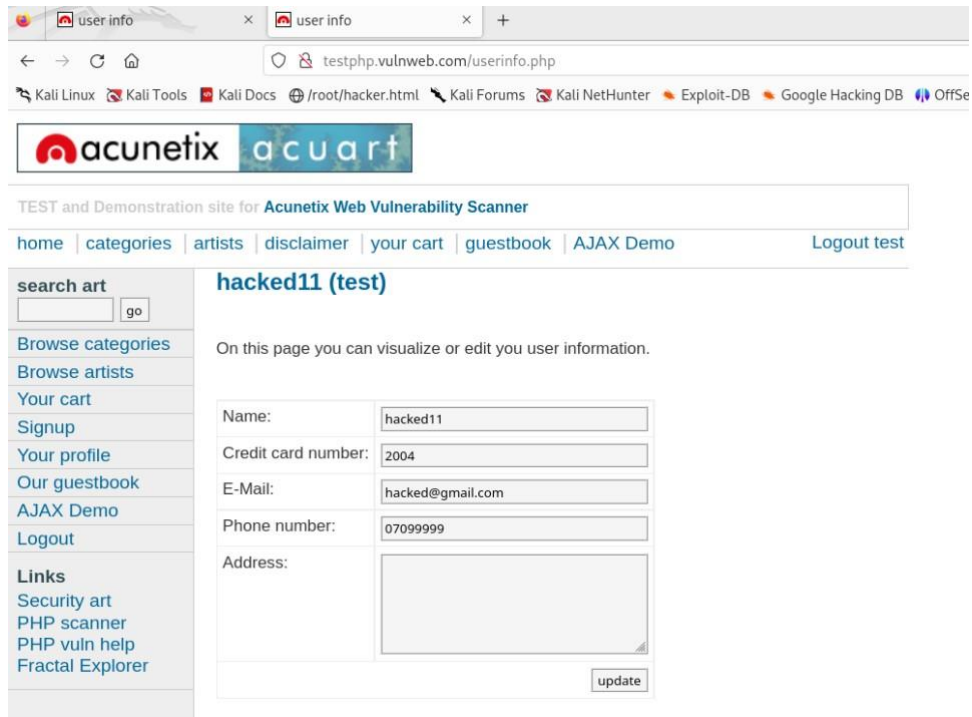 user info
user info
testphp.vulnweb.com/userinfo.php
Kali Linux Kali Tools Kali Docs /root/hacker.html Kali Forums Kali NetHunter Exploit-DB Google Hacking DB OffSe
acunetix acuart
TEST and Demonstration site for Acunetix Web Vulnerability Scanner
home categories artists disclaimer your cart guestbook AJAX Demo Logout test
search art
go
Browse categories
Browse artists
Your cart
Signup
Your profile
Our guestbook
AJAX Demo
Logout
Links
Security art
PHP scanner
PHP vuln help
Fractal Explorer
hacked11 (test)
On this page you can visualize or edit you user information.
Name: hacked11
Credit card number: 2004
E-Mail: hacked@gmail.com
Phone number: 07099999
Address:
update